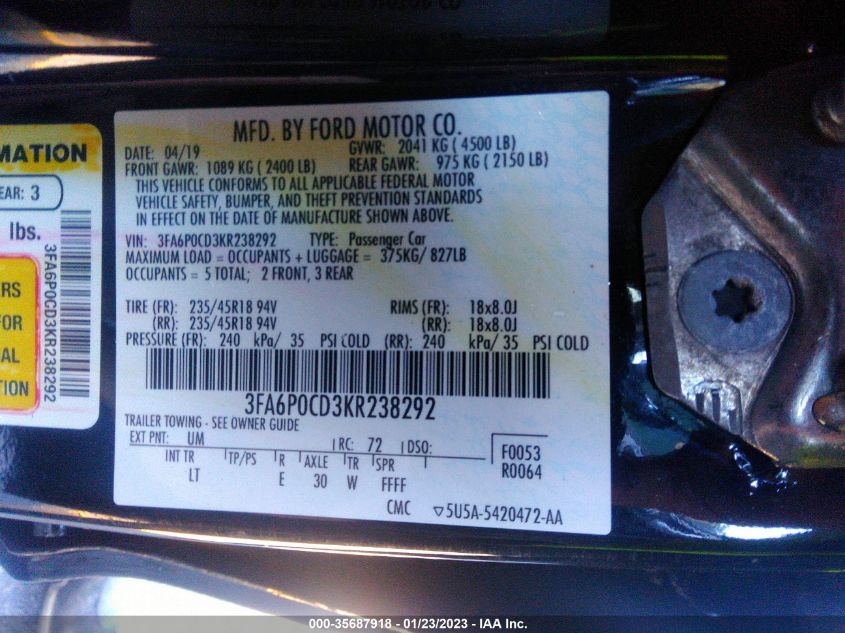 MATION
EAR: 3
lbs.
3FA6P0CD3KR238292
RS
FOR
AL
TION
MFD. BY FORD MOTOR CO.
DATE: 04/19 GVWR: 2041 KG ( 4500 LB)
FRONT GAWR: 1089 KG ( 2400 LB) REAR GAWR: 975 KG ( 2150 LB)
THIS VEHICLE CONFORMS TO ALL APPLICABLE FEDERAL MOTOR
VEHICLE SAFETY, BUMPER, AND THEFT PREVENTION STANDARDS
IN EFFECT ON THE DATE OF MANUFACTURE SHOWN ABOVE.
VIN: 3FA6P0CD3KR238292 TYPE: Passenger Car
MAXIMUM LOAD = OCCUPANTS + LUGGAGE = 375KG/ 827LB
OCCUPANTS = 5 TOTAL; 2 FRONT, 3 REAR
TIRE (FR): 235/45R18 94V RIMS (FR): 18x8.0J
(RR): 235/45R18 94V (RR): 18x8.0J
PRESSURE (FR): 240 kPa/ 35 PSI COLD (RR): 240 kPa/ 35 PSI COLD
3FA6P0CD3KR238292
TRAILER TOWING - SEE OWNER GUIDE
EXT PNT: UM RC: 72 DSO: F0053
INT TR TP/PS R AXLE TR SPR R0064
LT E 30 W FFFF
CMC ▽5U5A-5420472-AA
000-35687918 / 01/23/2023 - IAA Inc.